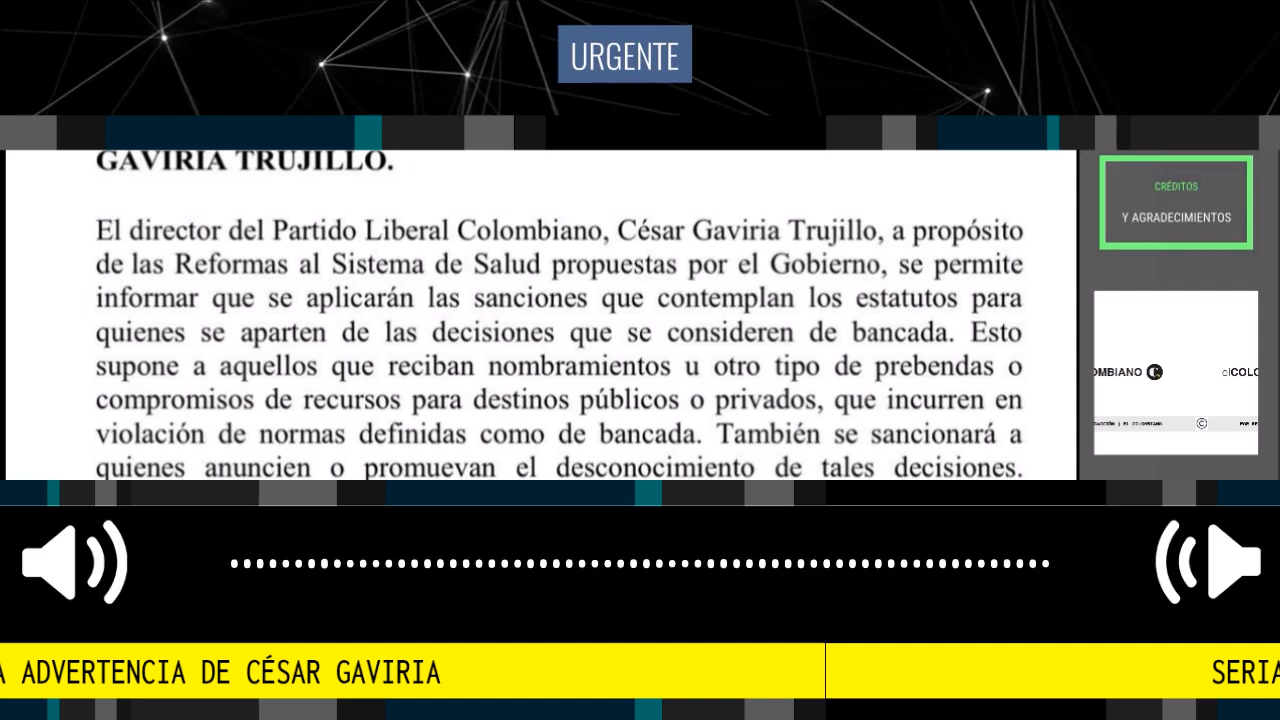 URGENTE
GAVIRIA TRUJILLO.
El director del Partido Liberal Colombiano, César Gaviria Trujillo, a propósito
de las Reformas al Sistema de Salud propuestas por el Gobierno, se permite
informar que se aplicarán las sanciones que contemplan los estatutos para
quienes se aparten de las decisiones que se consideren de bancada. Esto
supone a aquellos que reciban nombramientos u otro tipo de prebendas o
compromisos de recursos para destinos públicos o privados, que incurren en
violación de normas definidas como de bancada. También se sancionará a
quienes anuncien o promuevan el desconocimiento de tales decisiones.
CRÉDITOS
Y AGRADECIMIENTOS
OMBIANO elCOLO
DACCIÓN | EL COLOMBIANO © POR EF
A ADVERTENCIA DE CÉSAR GAVIRIA SERIA